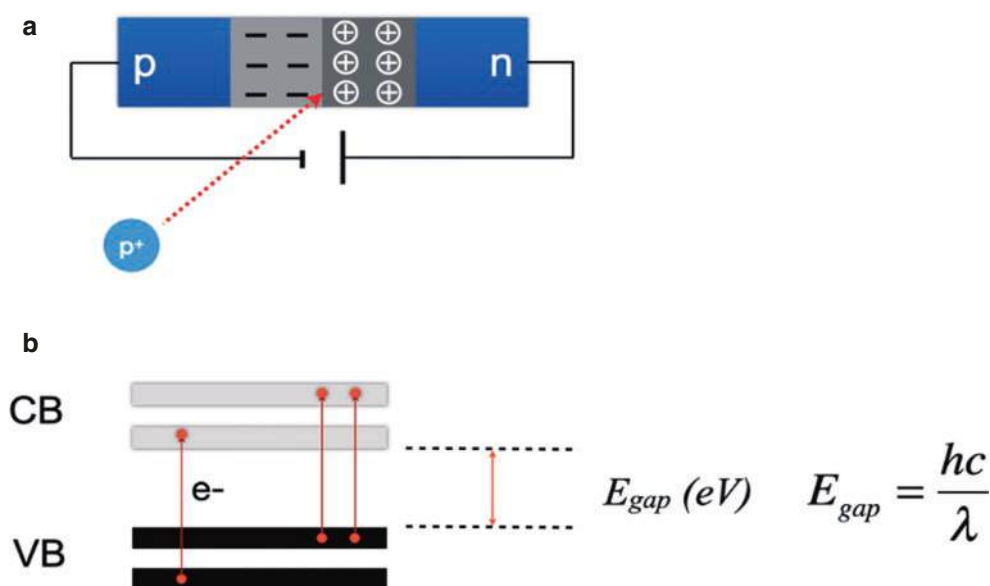 a
p
n
p⁺
b
CB
e-
VB
E_gap (eV)
E_gap = hc/λ